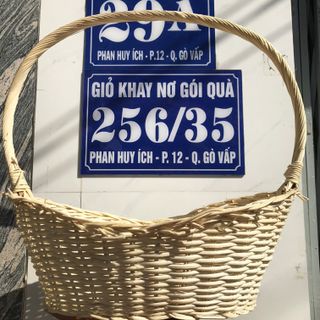 29A
PHAN HUY ÍCH - P.12 - Q. GÒ VẤP
GIỎ KHAY NƠ GÓI QUÀ
256/35
PHAN HUY ÍCH - P. 12 - Q. GÒ VẤP